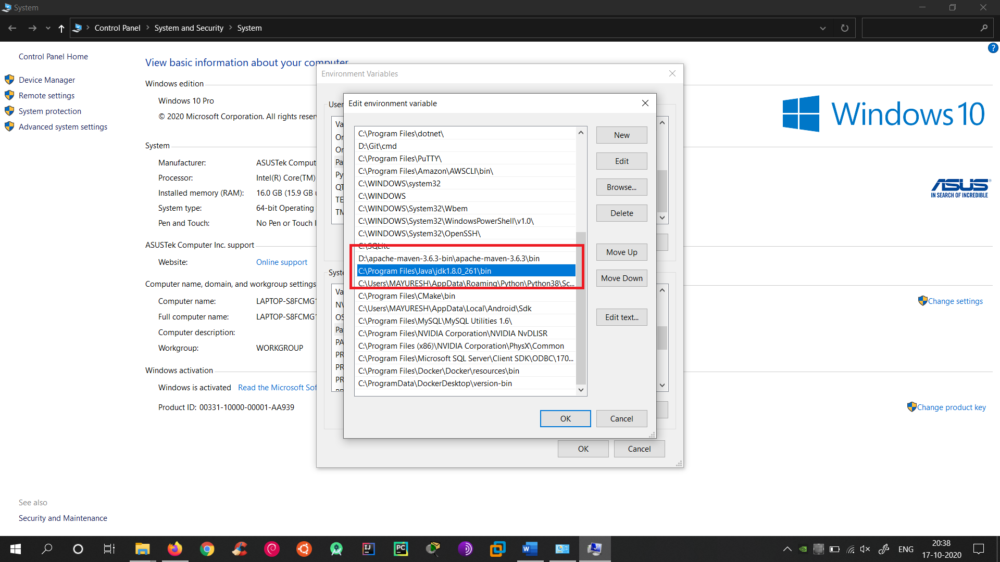 System
Control Panel
System and Security
System
Control Panel Home
Device Manager
Remote settings
System protection
Advanced system settings
See also
Security and Maintenance
View basic information about your computer
Windows edition
Windows 10 Pro
© 2020 Microsoft Corporation. All rights reser
System
Manufacturer: ASUSTek Comput
Processor: Intel(R) Core(TM)
Installed memory (RAM): 16.0 GB (15.9 GB u
System type: 64-bit Operating
Pen and Touch: No Pen or Touch I
ASUSTek Computer Inc. support
Website: Online support
Computer name, domain, and workgroup settings
Computer name: LAPTOP-S8FCMG
Full computer name: LAPTOP-S8FCMG
Computer description:
Workgroup: WORKGROUP
Windows activation
Windows is activated Read the Microsoft Sof
Product ID: 00331-10000-00001-AA939
Windows 10
ASUS
IN SEARCH OF INCREDIBLE
Change settings
Change product key
Environment Variables
User
Va
On
On
Pa
Py
QT
TE
TM
Syste
Va
NV
OS
Pa
PA
PR
PR
PR
OK
Cancel
Edit environment variable
C:\Program Files\dotnet\
D:\Git\cmd
C:\Program Files\PuTTY\
C:\Program Files\Amazon\AWSCLI\bin\
C:\WINDOWS\system32
C:\WINDOWS
C:\WINDOWS\System32\Wbem
C:\WINDOWS\System32\WindowsPowerShell\v1.0\
C:\WINDOWS\System32\OpenSSH\
C:\SQLite
D:\apache-maven-3.6.3-bin\apache-maven-3.6.3\bin
C:\Program Files\Java\jdk1.8.0_261\bin
C:\Users\MAYURESH\AppData\Roaming\Python\Python38\Sc...
C:\Program Files\CMake\bin
C:\Users\MAYURESH\AppData\Local\Android\Sdk
C:\Program Files\MySQL\MySQL Utilities 1.6\
C:\Program Files\NVIDIA Corporation\NVIDIA NvDLISR
C:\Program Files (x86)\NVIDIA Corporation\PhysX\Common
C:\Program Files\Microsoft SQL Server\Client SDK\ODBC\170...
C:\Program Files\Docker\Docker\resources\bin
C:\ProgramData\DockerDesktop\version-bin
New
Edit
Browse...
Delete
Move Up
Move Down
Edit text...
OK
Cancel
IJ
PC
W
ENG
20:38
17-10-2020